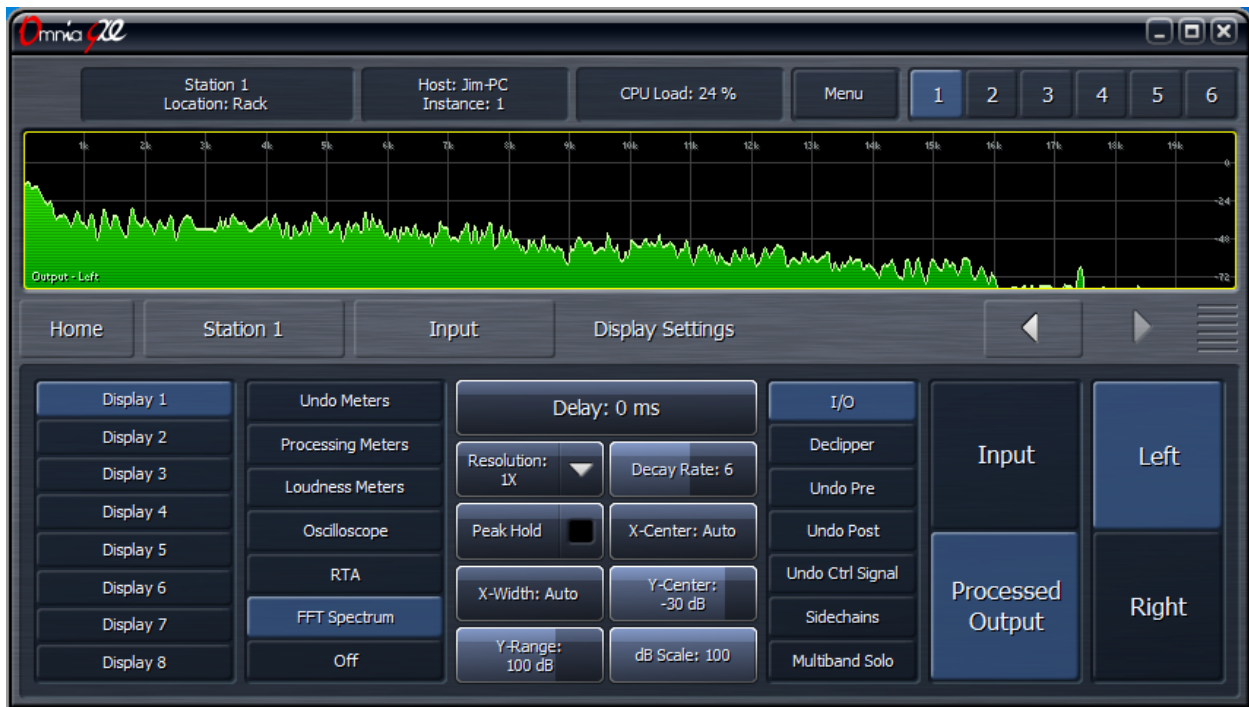 Omnia 9XE
Station 1
Location: Rack
Host: Jim-PC
Instance: 1
CPU Load: 24 %
Menu
1 2 3 4 5 6
1k 2k 3k 4k 5k 6k 7k 8k 9k 10k 11k 12k 13k 14k 15k 16k 17k 18k 19k
0
-24
-48
-72
Output - Left
Home
Station 1
Input
Display Settings
Display 1
Display 2
Display 3
Display 4
Display 5
Display 6
Display 7
Display 8
Undo Meters
Processing Meters
Loudness Meters
Oscilloscope
RTA
FFT Spectrum
Off
Delay: 0 ms
Resolution:
1X
Decay Rate: 6
Peak Hold
X-Center: Auto
X-Width: Auto
Y-Center:
-30 dB
Y-Range:
100 dB
dB Scale: 100
I/O
Declipper
Undo Pre
Undo Post
Undo Ctrl Signal
Sidechains
Multiband Solo
Input
Processed
Output
Left
Right